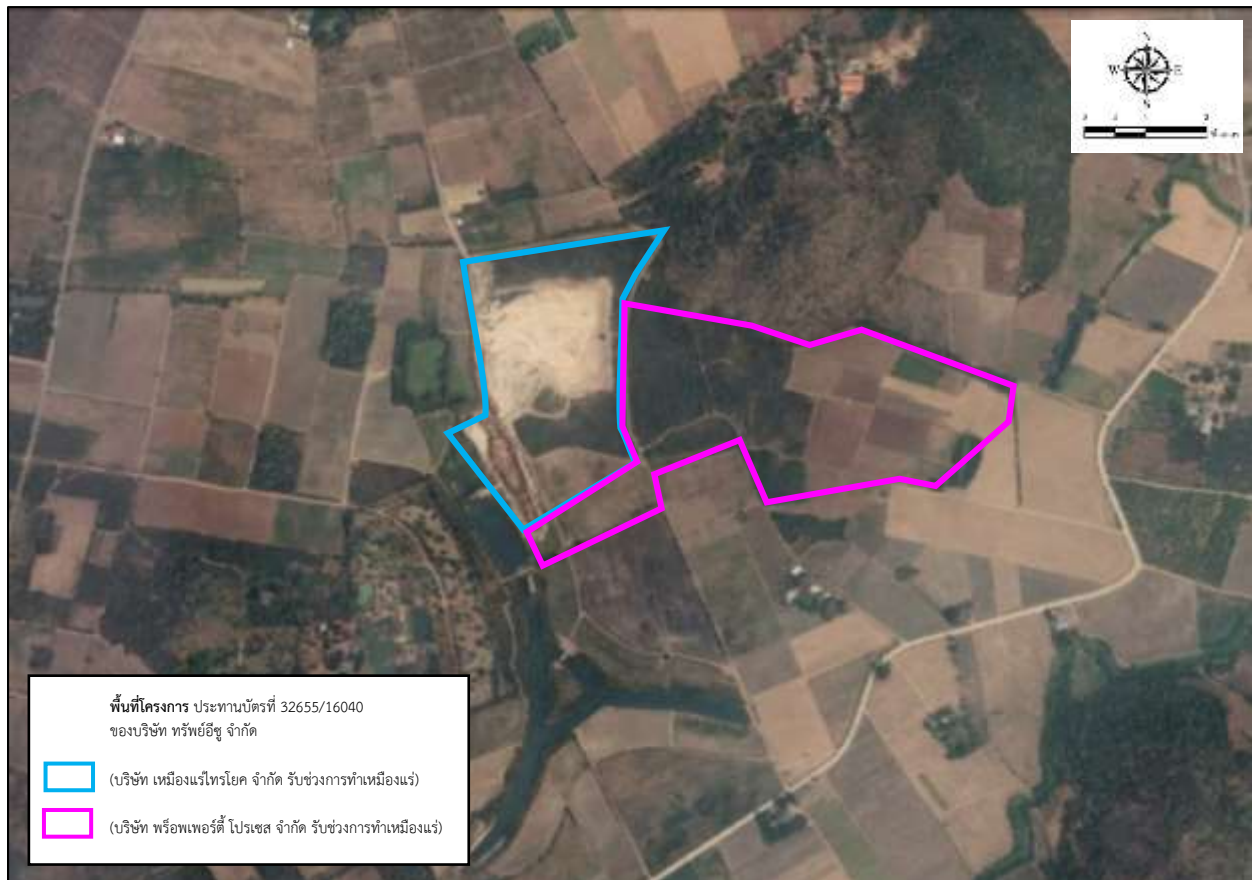 N
W
E
พื้นที่โครงการ ประทานบัตรที่ 32655/16040
ของบริษัท ทรัพย์อีซู จำกัด
(บริษัท เหมืองแร่ไทรโยค จำกัด รับช่วงการทำเหมืองแร่)
(บริษัท พร็อพเพอร์ตี้ โปรเซส จำกัด รับช่วงการทำเหมืองแร่)